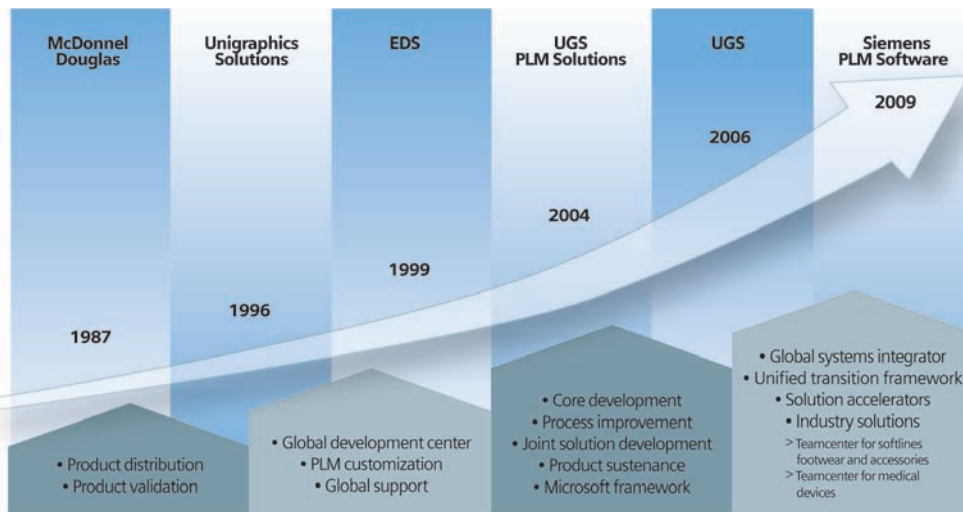 McDonnel
Douglas
Unigraphics
Solutions
EDS
UGS
PLM Solutions
UGS
Siemens
PLM Software
1987
1996
1999
2004
2006
2009
• Product distribution
• Product validation
• Global development center
• PLM customization
• Global support
• Core development
• Process improvement
• Joint solution development
• Product sustenance
• Microsoft framework
• Global systems integrator
• Unified transition framework
• Solution accelerators
• Industry solutions
> Teamcenter for softlines
footwear and accessories
> Teamcenter for medical
devices